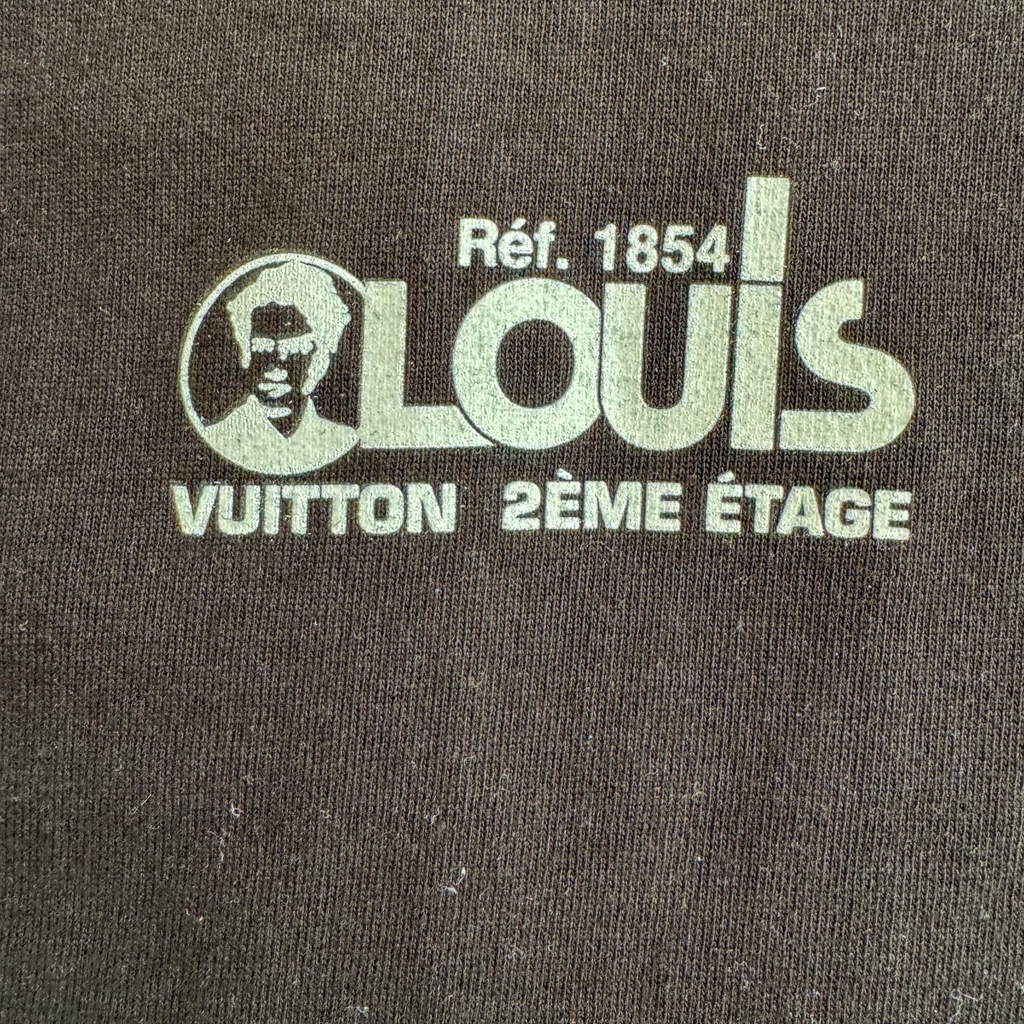 Réf. 1854
LOUIS
VUITTON 2ÈME ÉTAGE